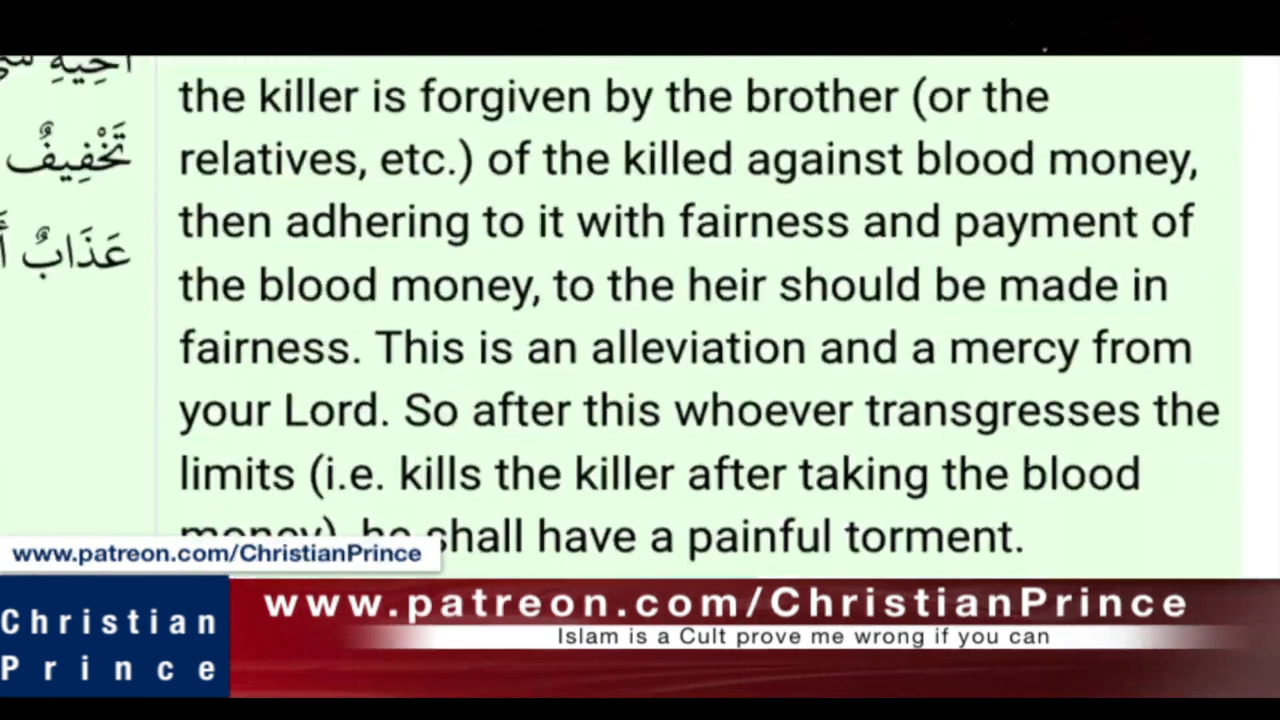 the killer is forgiven by the brother (or the
relatives, etc.) of the killed against blood money,
then adhering to it with fairness and payment of
the blood money, to the heir should be made in
fairness. This is an alleviation and a mercy from
your Lord. So after this whoever transgresses the
limits (i.e. kills the killer after taking the blood
money), he shall have a painful torment.
تَخْفِيفٌ
عَذَابٌ
www.patreon.com/ChristianPrince
Christian
Prince
www.patreon.com/ChristianPrince
Islam is a Cult prove me wrong if you can